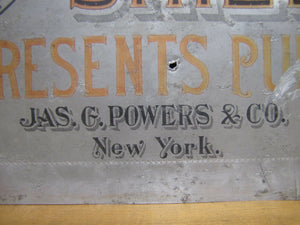 RESENTS PU
JAS. G. POWERS & CO.,
New York.